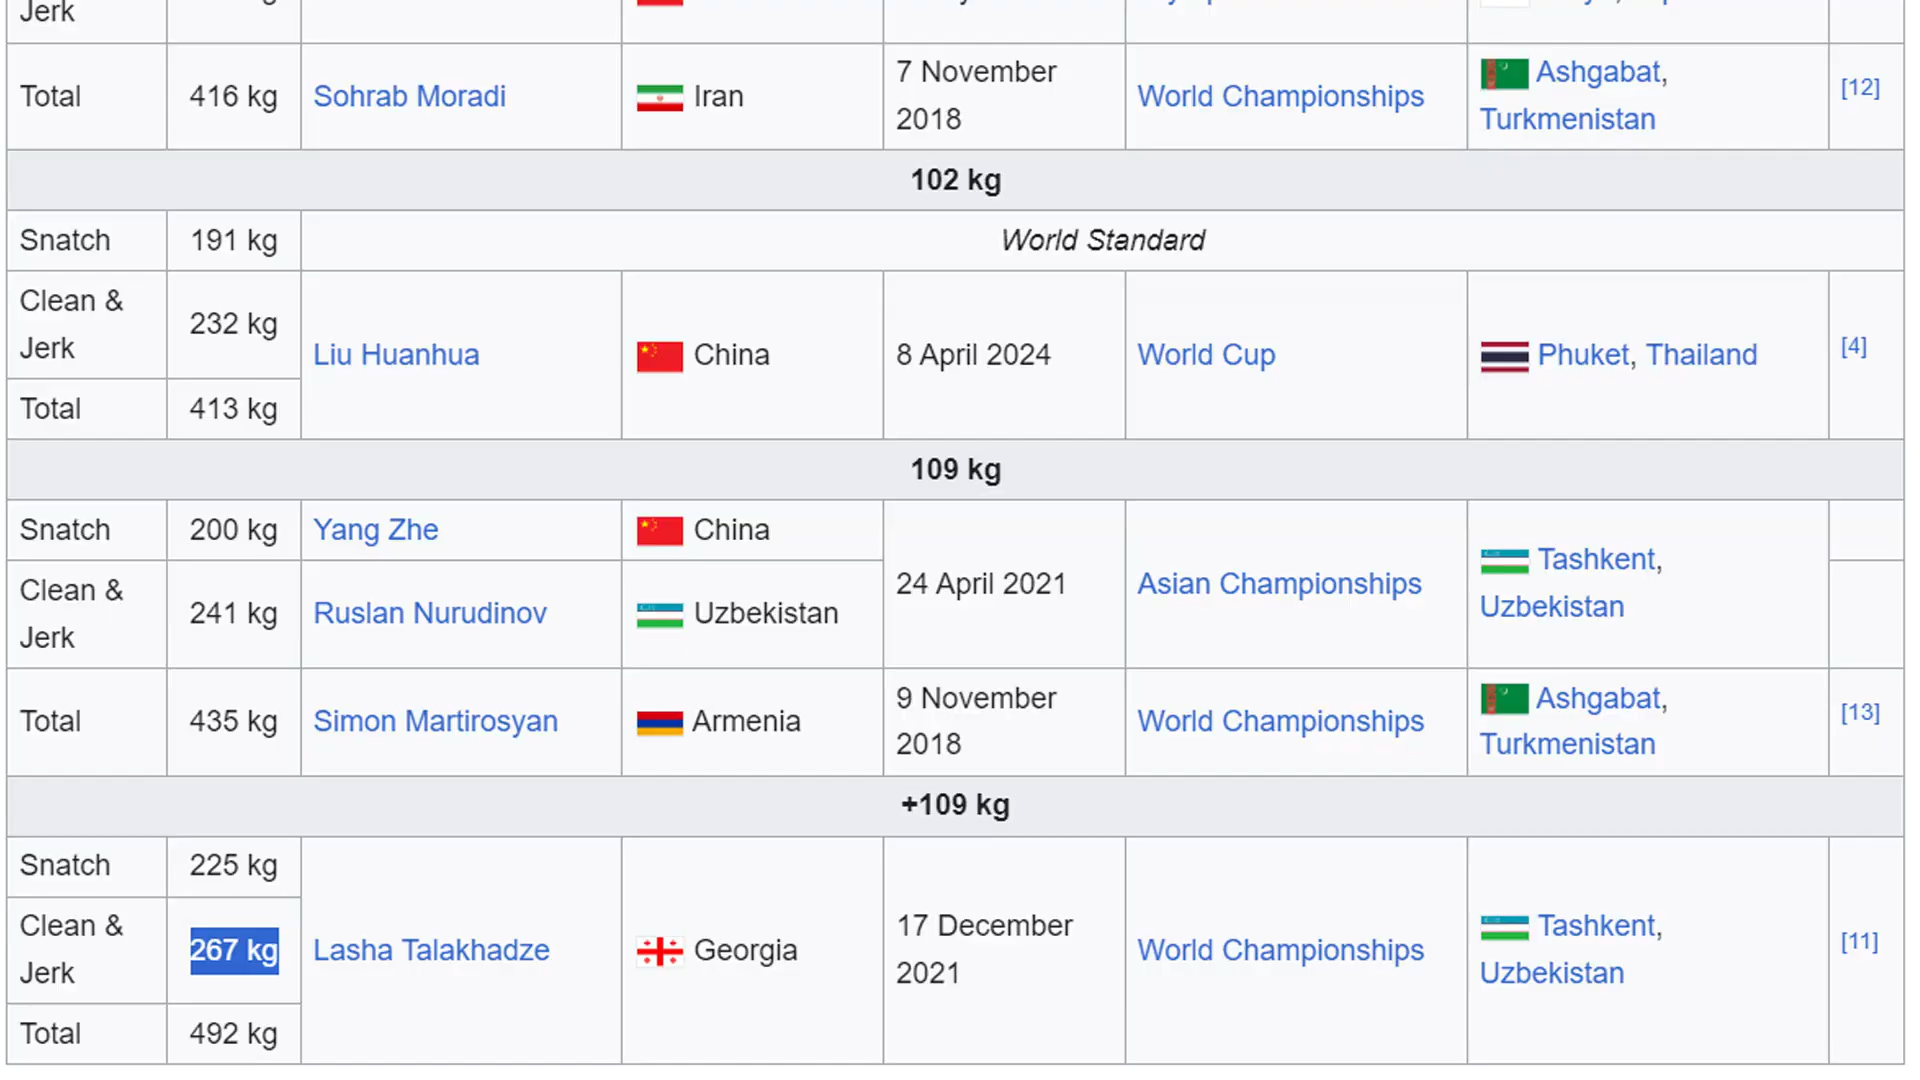 Jerk
Total 416 kg Sohrab Moradi Iran 7 November 2018 World Championships Ashgabat, Turkmenistan [12]
102 kg
Snatch 191 kg World Standard
Clean & Jerk 232 kg Liu Huanhua China 8 April 2024 World Cup Phuket, Thailand [4]
Total 413 kg
109 kg
Snatch 200 kg Yang Zhe China 24 April 2021 Asian Championships Tashkent, Uzbekistan
Clean & Jerk 241 kg Ruslan Nurudinov Uzbekistan
Total 435 kg Simon Martirosyan Armenia 9 November 2018 World Championships Ashgabat, Turkmenistan [13]
+109 kg
Snatch 225 kg Lasha Talakhadze Georgia 17 December 2021 World Championships Tashkent, Uzbekistan [11]
Clean & Jerk 267 kg
Total 492 kg